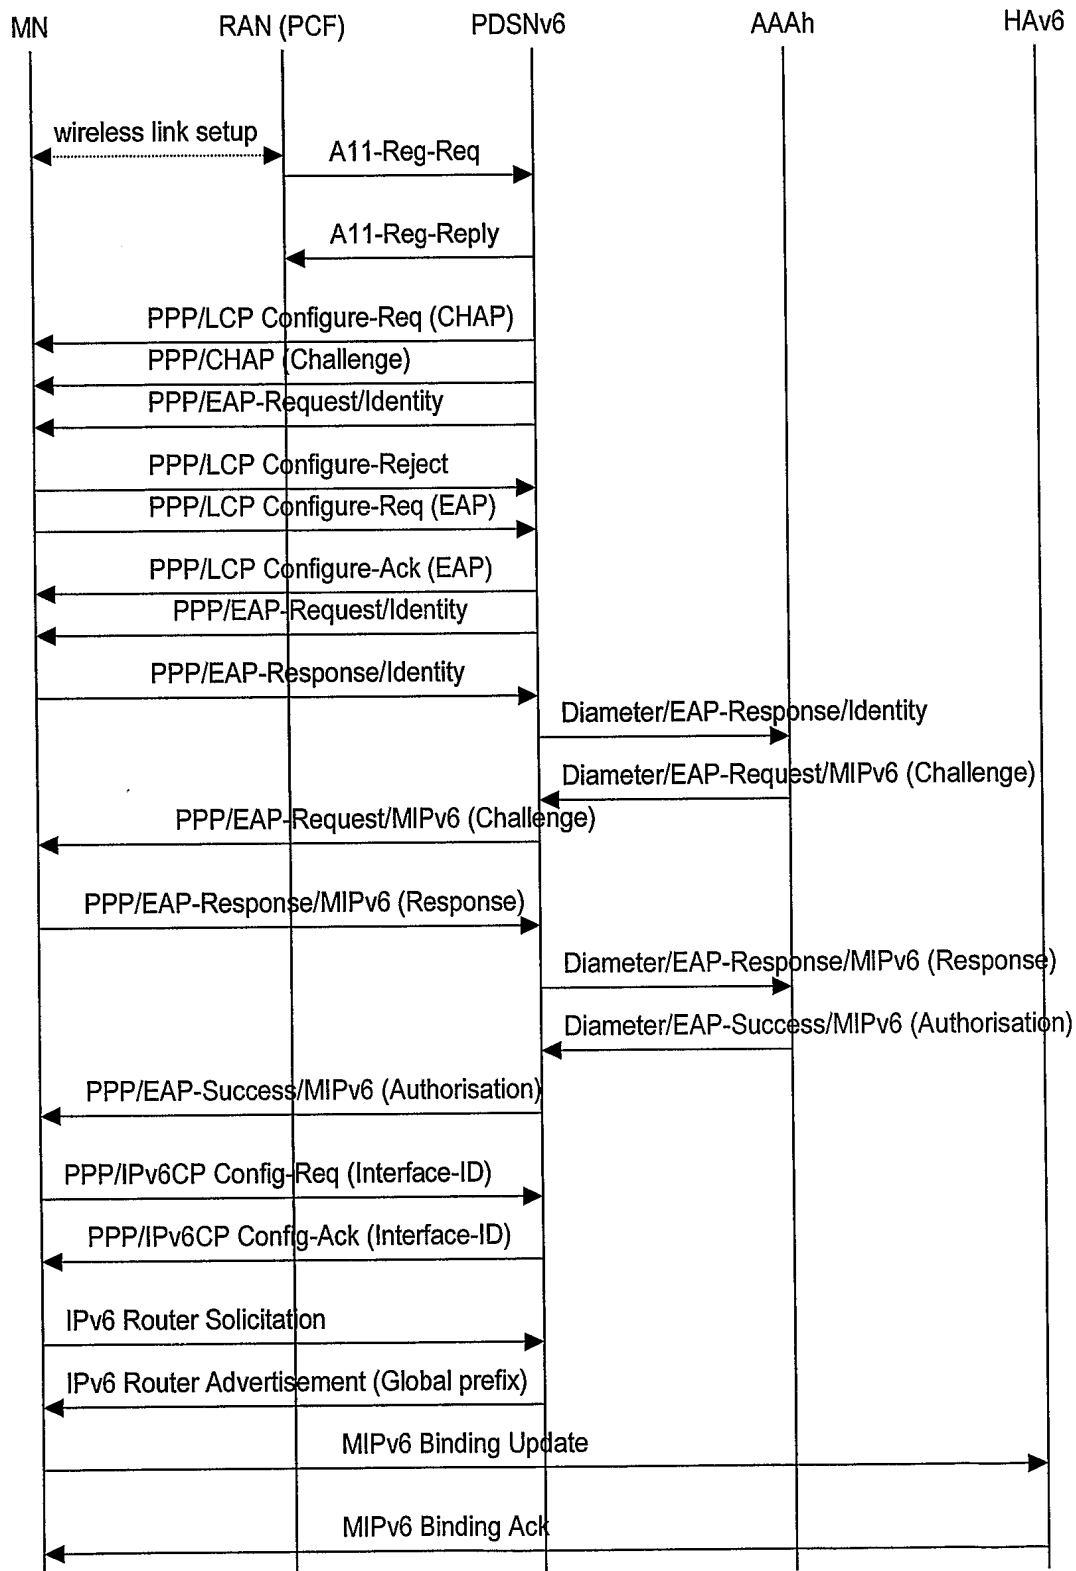 MN RAN (PCF) PDSNv6 AAAh HAv6
wireless link setup
A11-Reg-Req
A11-Reg-Reply
PPP/LCP Configure-Req (CHAP)
PPP/CHAP (Challenge)
PPP/EAP-Request/Identity
PPP/LCP Configure-Reject
PPP/LCP Configure-Req (EAP)
PPP/LCP Configure-Ack (EAP)
PPP/EAP-Request/Identity
PPP/EAP-Response/Identity
Diameter/EAP-Response/Identity
Diameter/EAP-Request/MIPv6 (Challenge)
PPP/EAP-Request/MIPv6 (Challenge)
PPP/EAP-Response/MIPv6 (Response)
Diameter/EAP-Response/MIPv6 (Response)
Diameter/EAP-Success/MIPv6 (Authorisation)
PPP/EAP-Success/MIPv6 (Authorisation)
PPP/IPv6CP Config-Req (Interface-ID)
PPP/IPv6CP Config-Ack (Interface-ID)
IPv6 Router Solicitation
IPv6 Router Advertisement (Global prefix)
MIPv6 Binding Update
MIPv6 Binding Ack